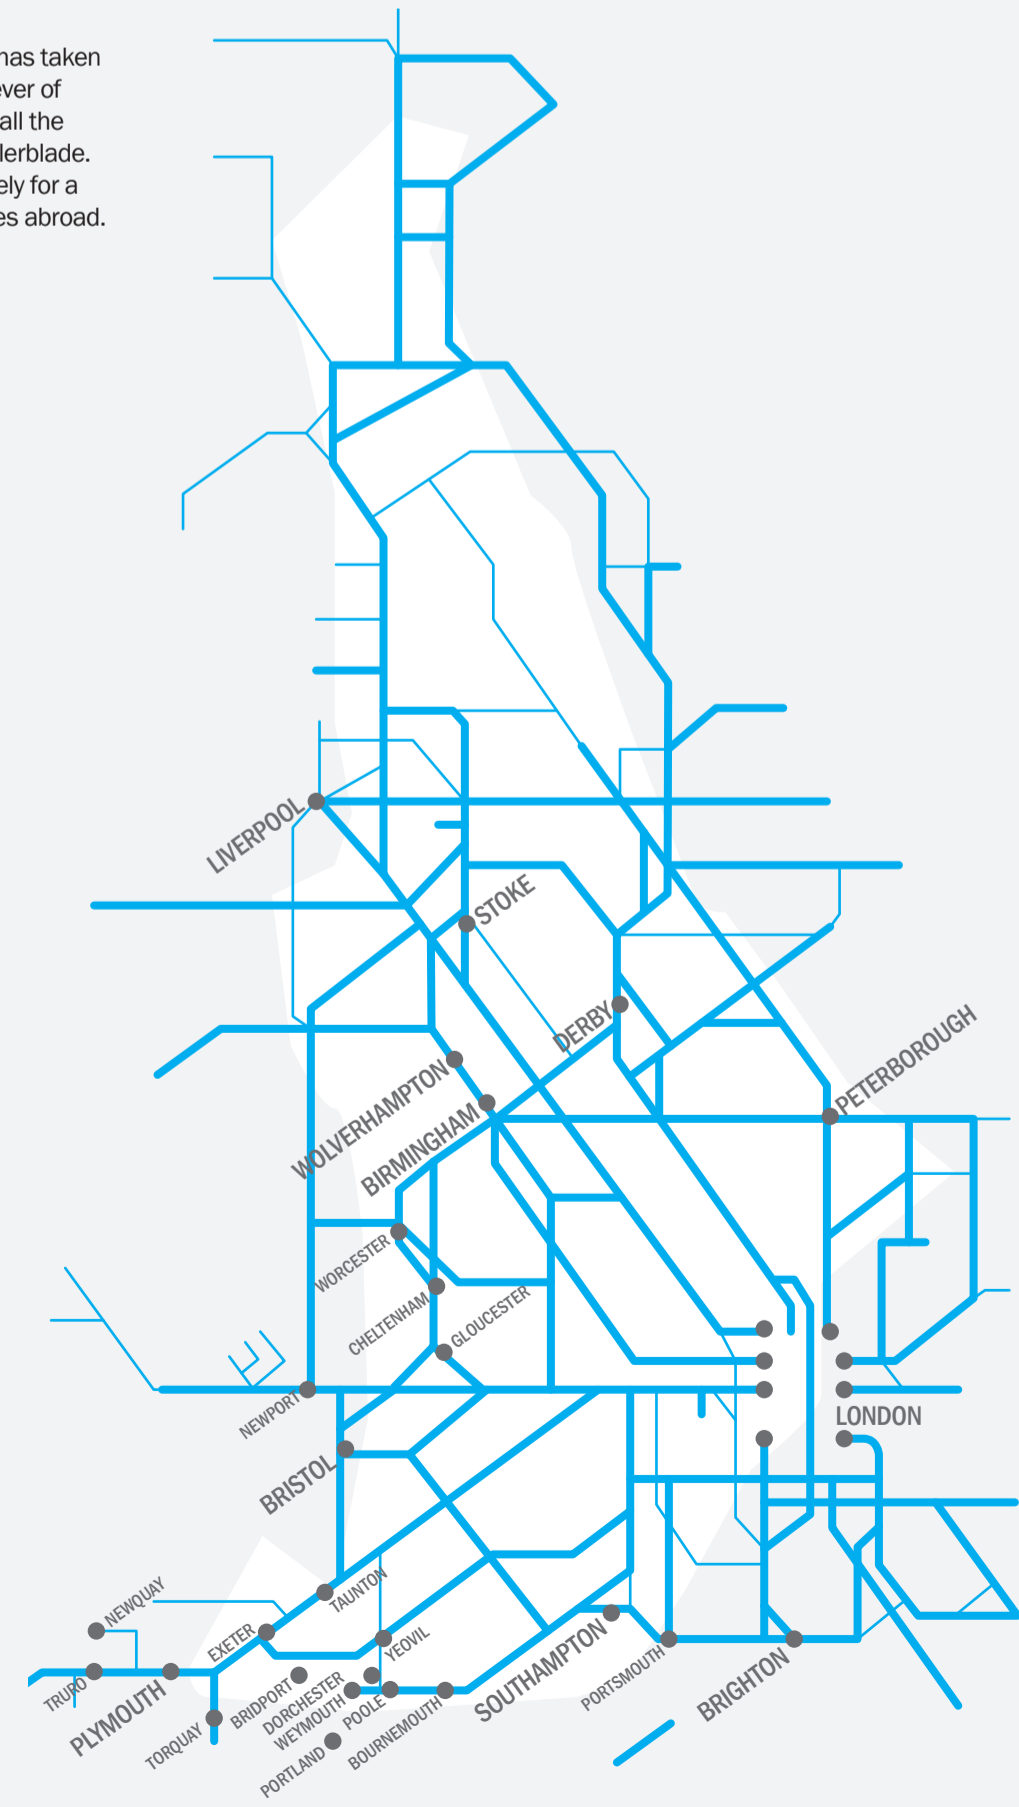 has taken
ver of
all the
lerblade.
ely for a
es abroad.
LIVERPOOL
STOKE
DERBY
PETERBOROUGH
WOLVERHAMPTON
BIRMINGHAM
WORCESTER
CHELTENHAM
GLOUCESTER
NEWPORT
LONDON
BRISTOL
TAUNTON
NEWQUAY
EXETER
YEOVIL
TRURO
PLYMOUTH
TORQUAY
BRIDPORT
DORCHESTER
WEYMOUTH
POOLE
PORTLAND
BOURNEMOUTH
SOUTHAMPTON
PORTSMOUTH
BRIGHTON